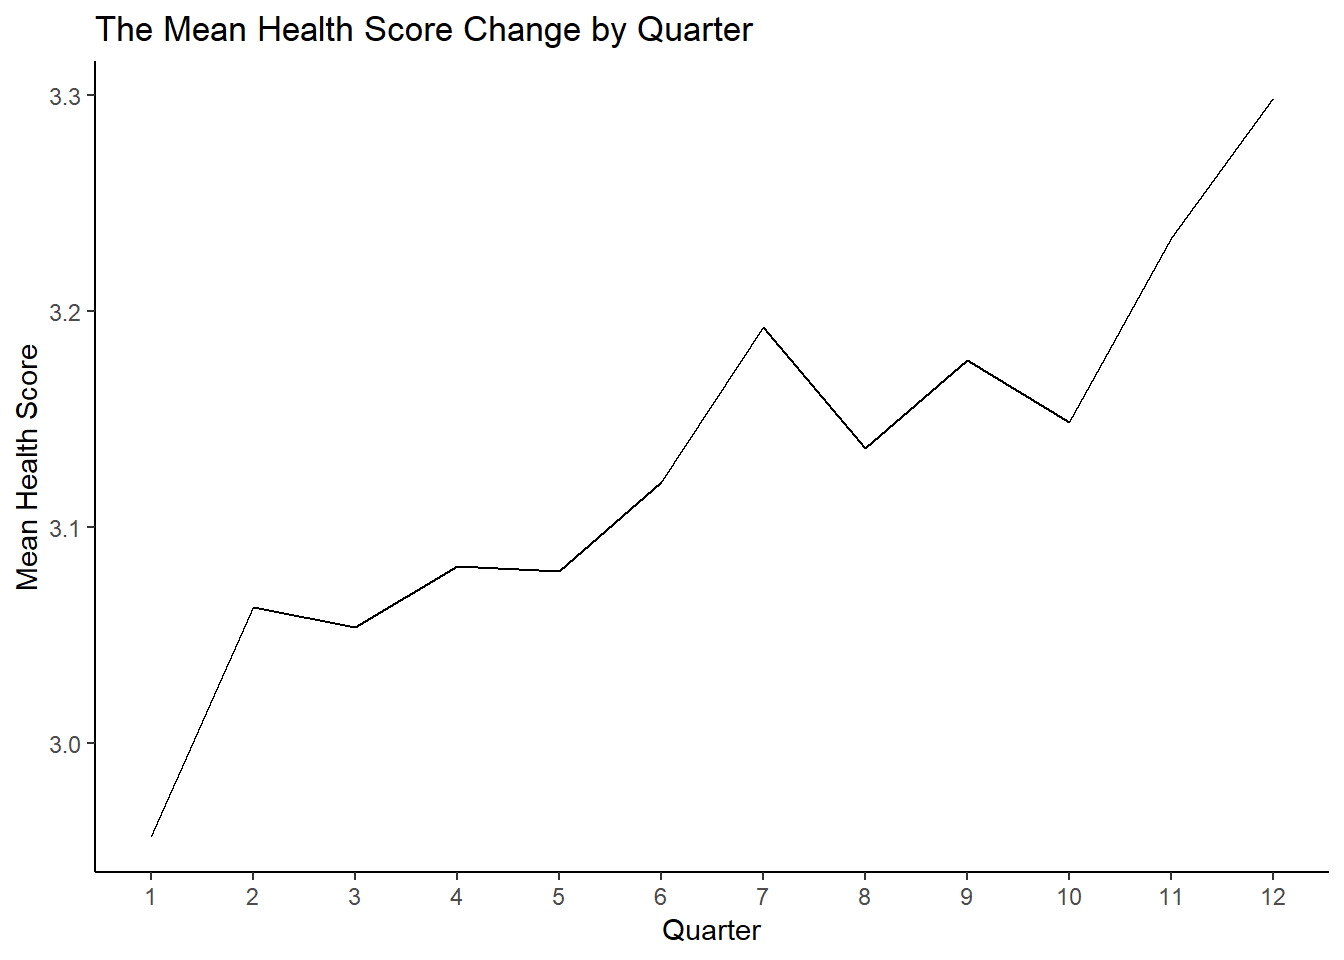 The Mean Health Score Change by Quarter
3.3
3.2
3.1
3.0
Mean Health Score
1 2 3 4 5 6 7 8 9 10 11 12
Quarter